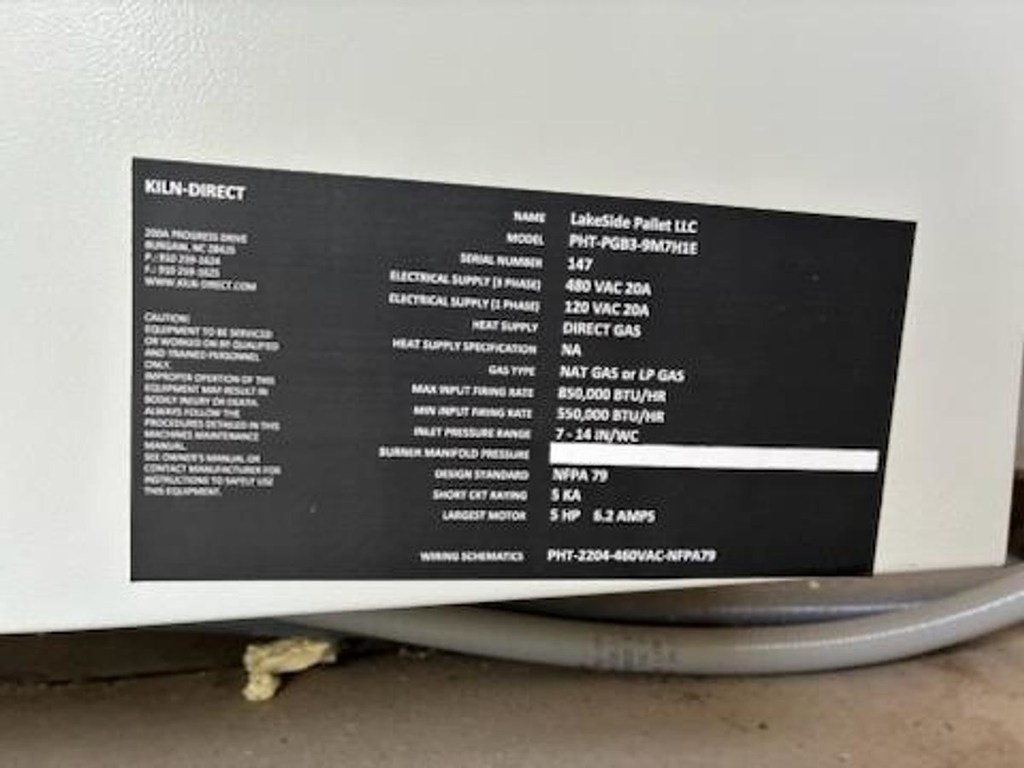 KILN-DIRECT
200A PROGRESS DRIVE
BURGAW, NC 28425
P.: 910 259-1624
F.: 910 259-1625
WWW.KILN-DIRECT.COM
CAUTION!
EQUIPMENT TO BE SERVICED
OR WORKED ON BY QUALIFIED
AND TRAINED PERSONNEL
ONLY.
IMPROPER OPERTION OF THIS
EQUIPMENT MAY RESULT IN
BODILY INJURY OR DEATH.
ALWAYS FOLLOW THE
PROCEDURES DETAILED IN THIS
MACHINES MAINTENANCE
MANUAL.
SEE OWNER'S MANUAL OR
CONTACT MANUFACTURER FOR
INSTRUCTIONS TO SAFELY USE
THIS EQUIPMENT.
NAME LakeSide Pallet LLC
MODEL PHT-PGB3-9M7H1E
SERIAL NUMBER 147
ELECTRICAL SUPPLY (3 PHASE) 480 VAC 20A
ELECTRICAL SUPPLY (1 PHASE) 120 VAC 20A
HEAT SUPPLY DIRECT GAS
HEAT SUPPLY SPECIFICATION NA
GAS TYPE NAT GAS or LP GAS
MAX INPUT FIRING RATE 850,000 BTU/HR
MIN INPUT FIRING RATE 550,000 BTU/HR
INLET PRESSURE RANGE 7 - 14 IN/WC
BURNER MANIFOLD PRESSURE
DESIGN STANDARD NFPA 79
SHORT CKT RAYING 5 KA
LARGEST MOTOR 5 HP 6.2 AMPS
WIRING SCHEMATICS PHT-2204-460VAC-NFPA79